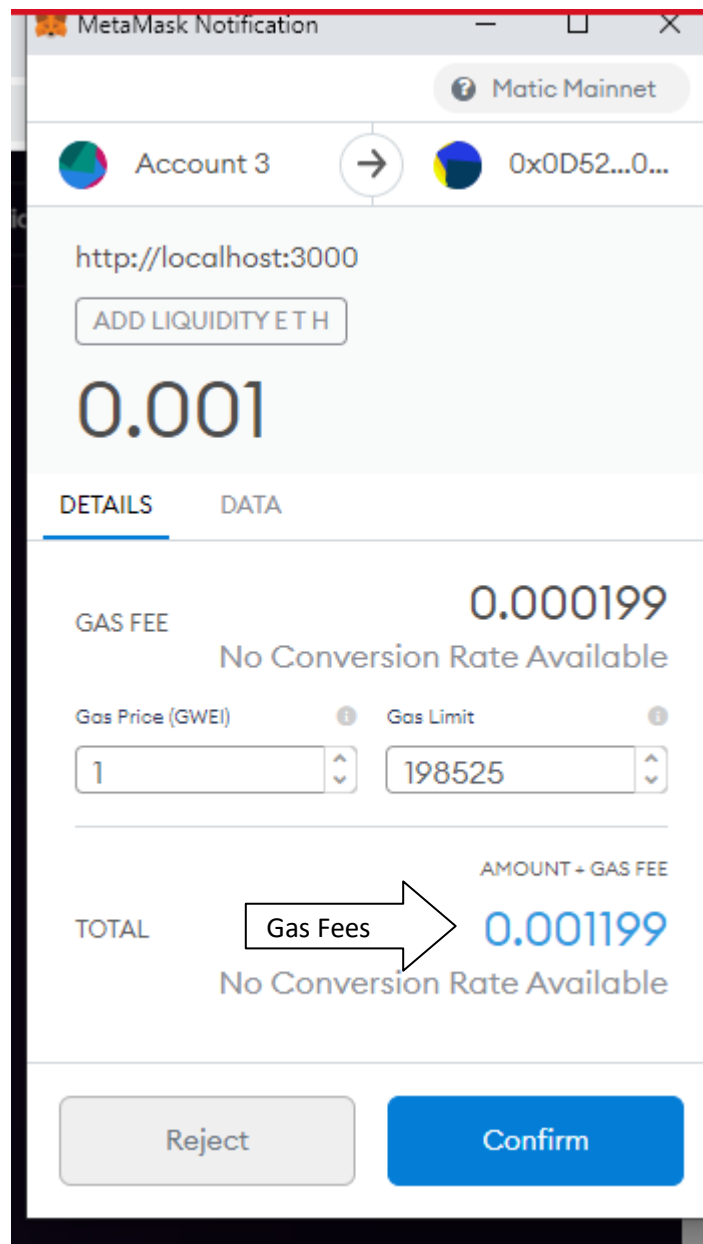 MetaMask Notification
Matic Mainnet
Account 3
0x0D52...0...
http://localhost:3000
ADD LIQUIDITY E T H
0.001
DETAILS DATA
GAS FEE
0.000199
No Conversion Rate Available
Gas Price (GWEI) Gas Limit
1 198525
AMOUNT + GAS FEE
TOTAL Gas Fees 0.001199
No Conversion Rate Available
Reject Confirm